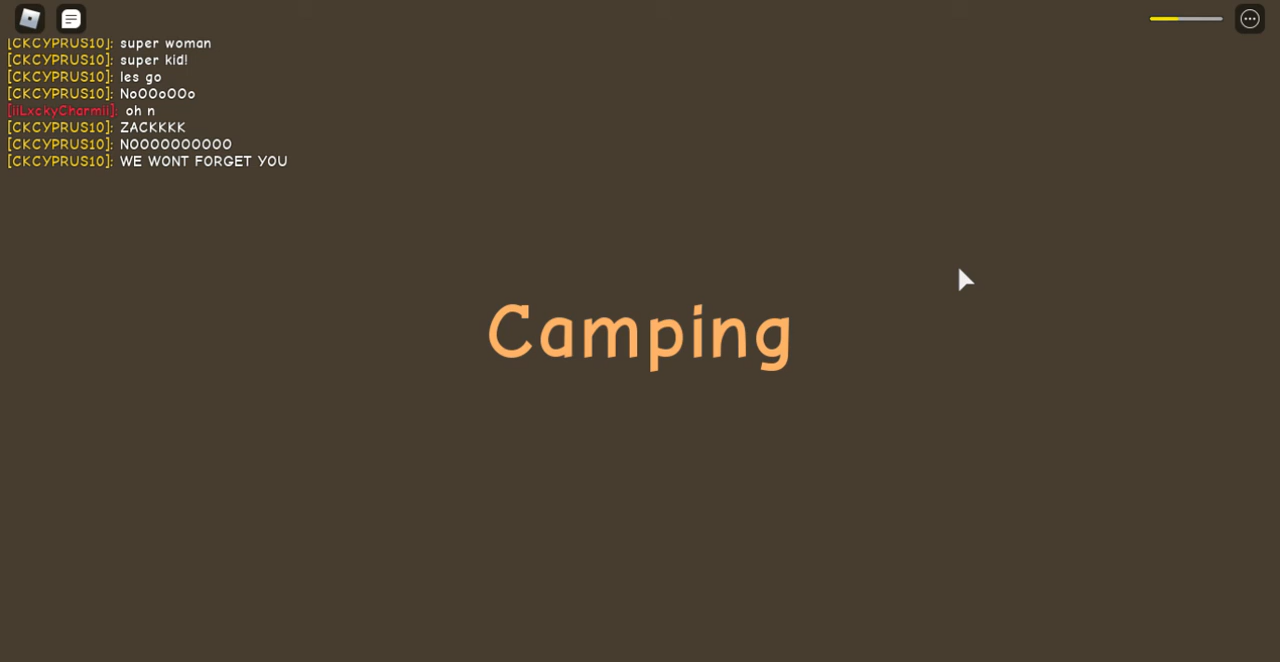 [CKCYPRUS10]: super woman
[CKCYPRUS10]: super kid!
[CKCYPRUS10]: les go
[CKCYPRUS10]: NoOOoOOo
[iiLxckyCharmii]: oh n
[CKCYPRUS10]: ZACKKKK
[CKCYPRUS10]: NOOOOOOOOOO
[CKCYPRUS10]: WE WONT FORGET YOU
Camping